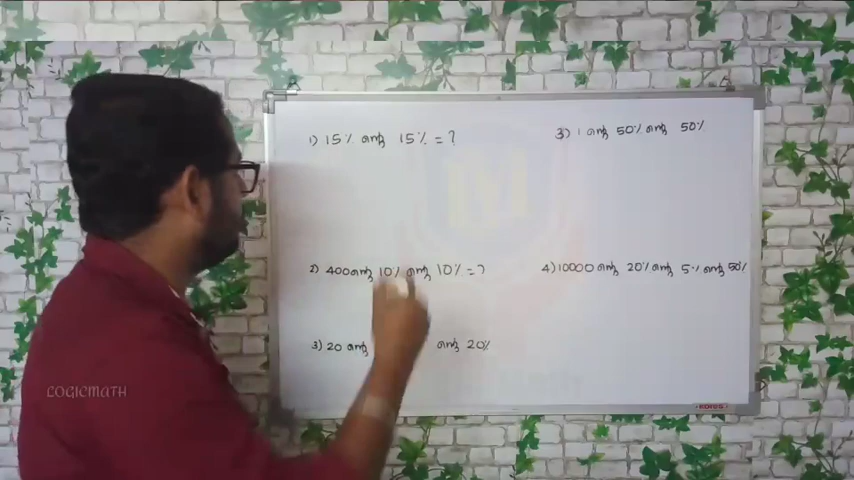 1) 15% ന്റെ 15% = ?
2) 400ന്റെ 10% ന്റെ 10% = ?
3) 20 ന്റെ ന്റെ 20%
3) 1 ന്റെ 50% ന്റെ 50%
4) 10000 ന്റെ 20% ന്റെ 5% ന്റെ 50%
LOGICMATH
KORES